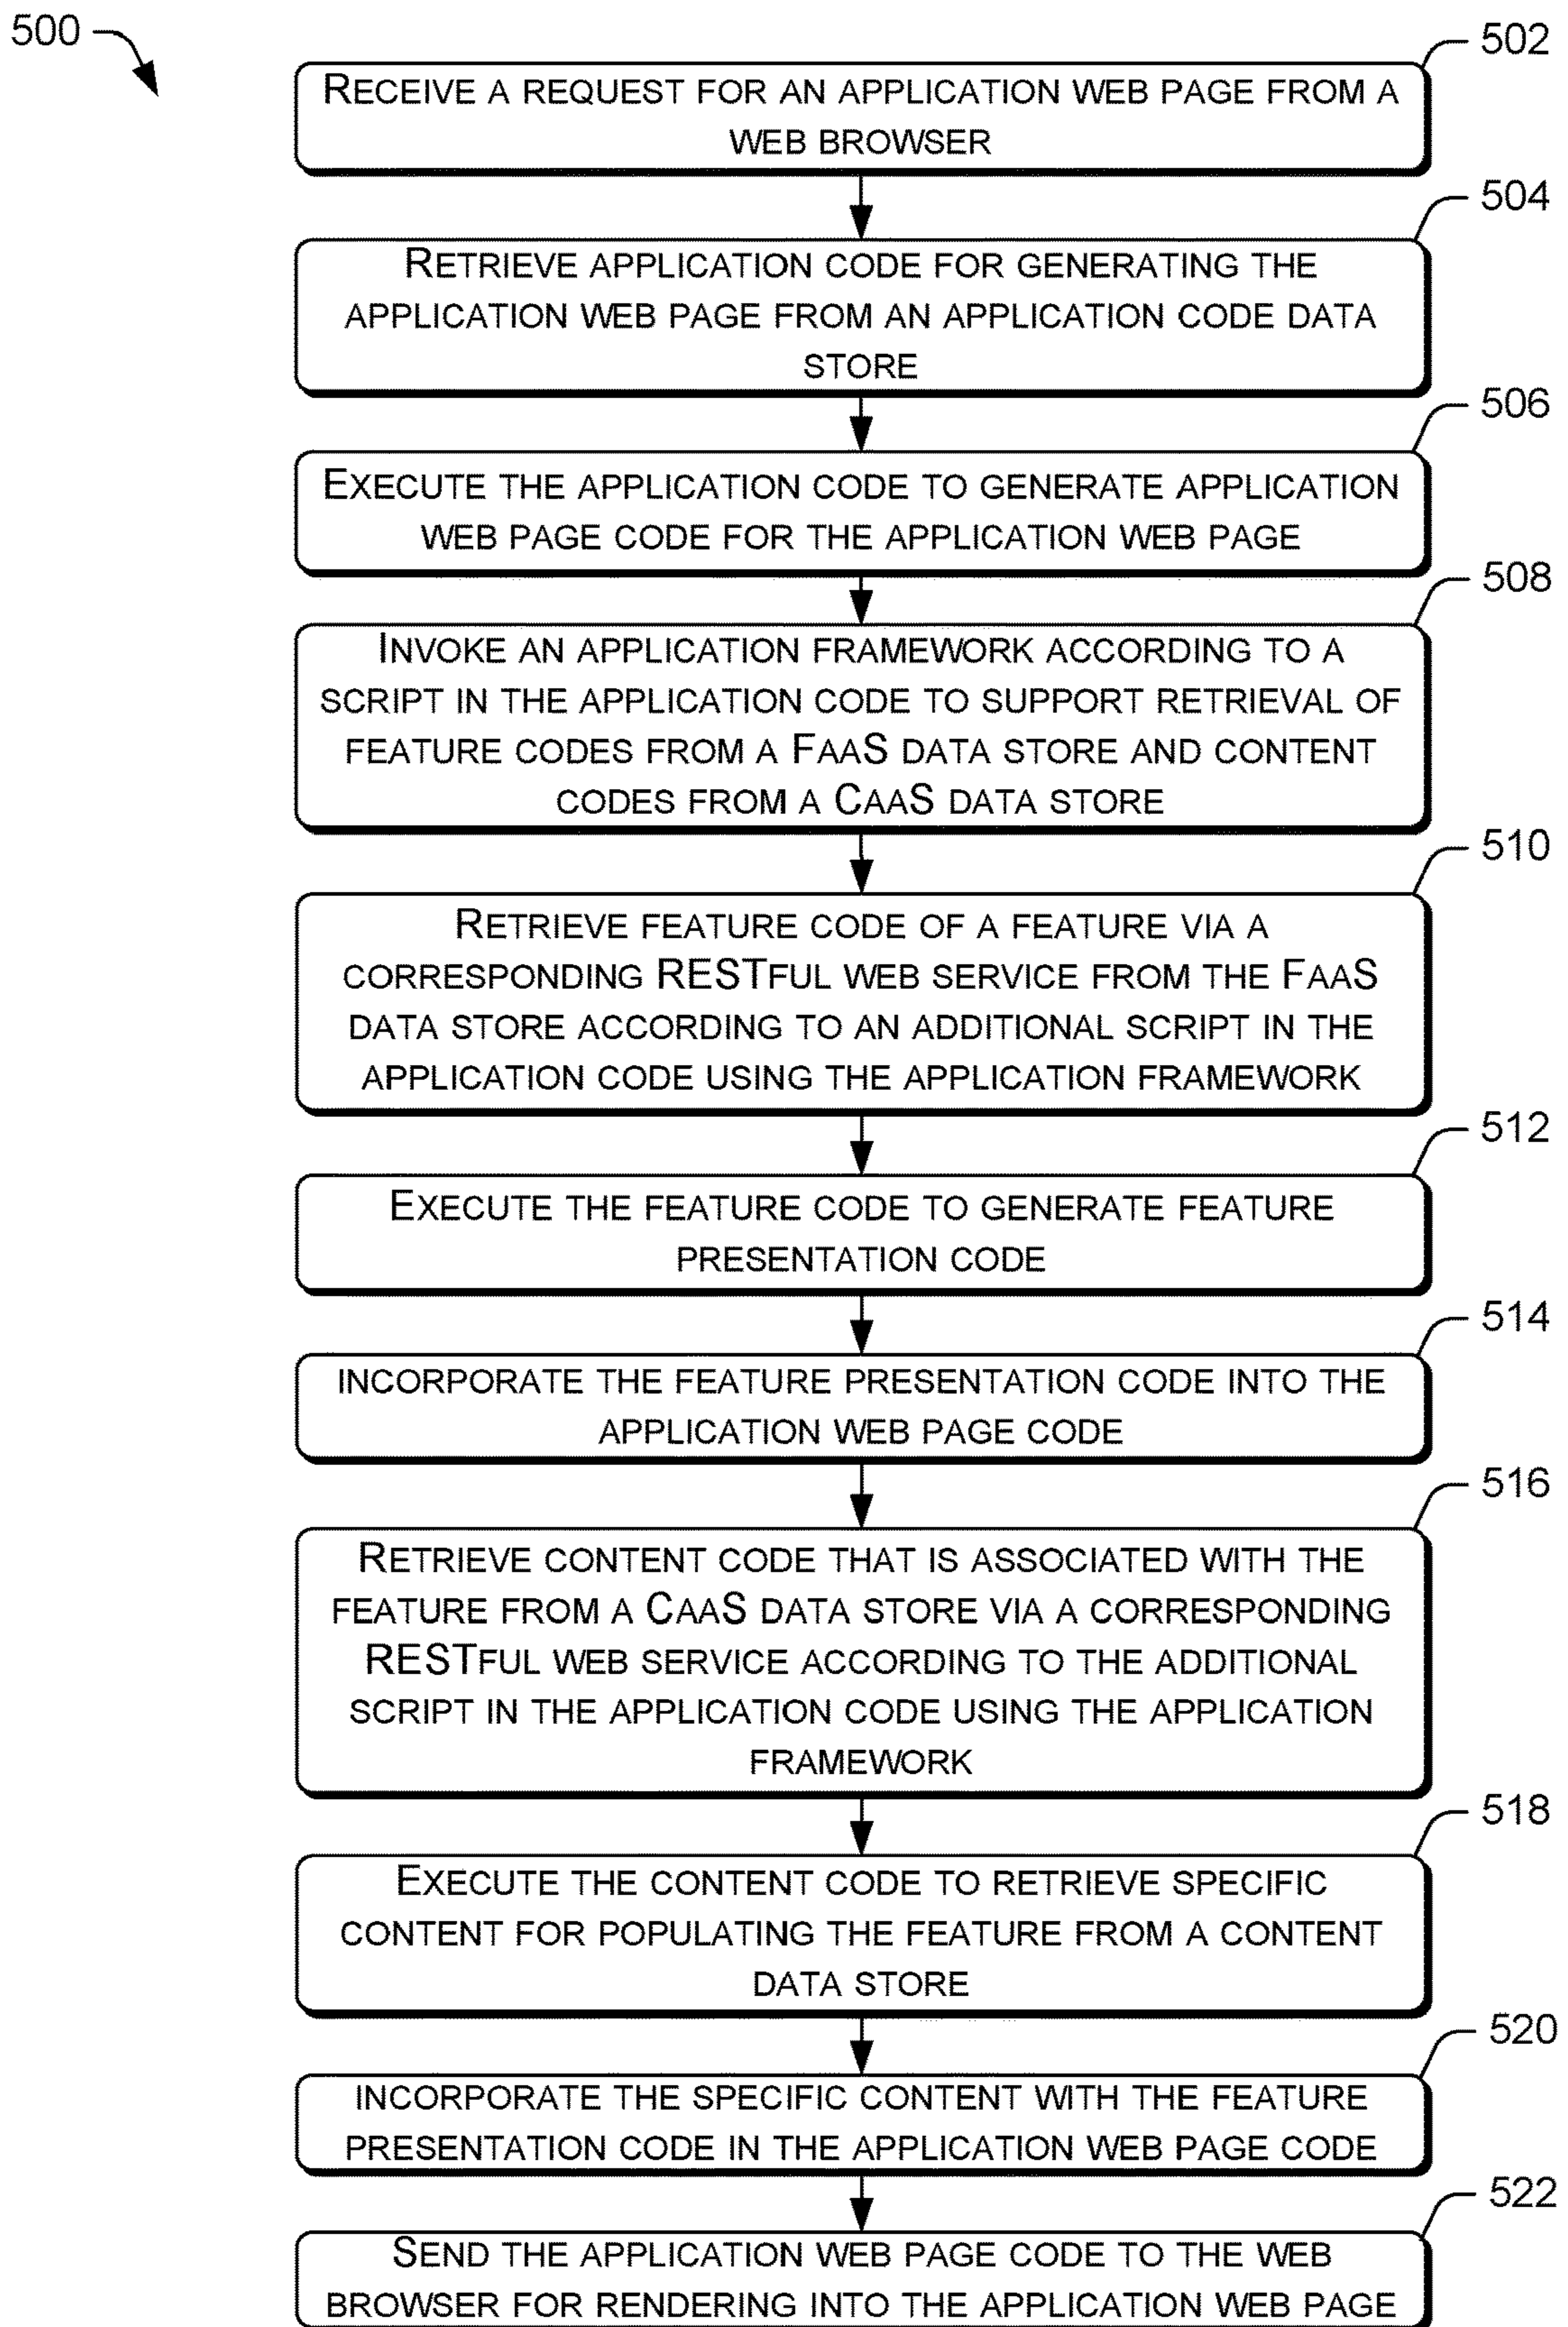 500
502
RECEIVE A REQUEST FOR AN APPLICATION WEB PAGE FROM A
WEB BROWSER
504
RETRIEVE APPLICATION CODE FOR GENERATING THE
APPLICATION WEB PAGE FROM AN APPLICATION CODE DATA
STORE
506
EXECUTE THE APPLICATION CODE TO GENERATE APPLICATION
WEB PAGE CODE FOR THE APPLICATION WEB PAGE
508
INVOKE AN APPLICATION FRAMEWORK ACCORDING TO A
SCRIPT IN THE APPLICATION CODE TO SUPPORT RETRIEVAL OF
FEATURE CODES FROM A FAAS DATA STORE AND CONTENT
CODES FROM A CAAS DATA STORE
510
RETRIEVE FEATURE CODE OF A FEATURE VIA A
CORRESPONDING RESTFUL WEB SERVICE FROM THE FAAS
DATA STORE ACCORDING TO AN ADDITIONAL SCRIPT IN THE
APPLICATION CODE USING THE APPLICATION FRAMEWORK
512
EXECUTE THE FEATURE CODE TO GENERATE FEATURE
PRESENTATION CODE
514
INCORPORATE THE FEATURE PRESENTATION CODE INTO THE
APPLICATION WEB PAGE CODE
516
RETRIEVE CONTENT CODE THAT IS ASSOCIATED WITH THE
FEATURE FROM A CAAS DATA STORE VIA A CORRESPONDING
RESTFUL WEB SERVICE ACCORDING TO THE ADDITIONAL
SCRIPT IN THE APPLICATION CODE USING THE APPLICATION
FRAMEWORK
518
EXECUTE THE CONTENT CODE TO RETRIEVE SPECIFIC
CONTENT FOR POPULATING THE FEATURE FROM A CONTENT
DATA STORE
520
INCORPORATE THE SPECIFIC CONTENT WITH THE FEATURE
PRESENTATION CODE IN THE APPLICATION WEB PAGE CODE
522
SEND THE APPLICATION WEB PAGE CODE TO THE WEB
BROWSER FOR RENDERING INTO THE APPLICATION WEB PAGE